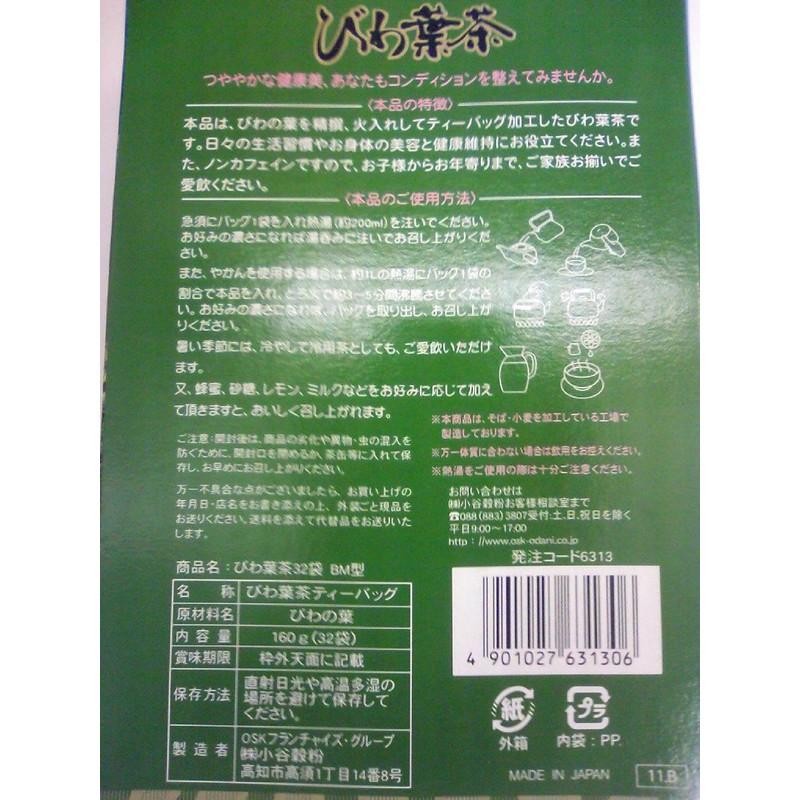 びわ葉茶
つややかな健康美、あなたもコンディションを整えてみませんか。
〈本品の特徴〉
本品は、びわの葉を精撰、火入れしてティーバッグ加工したびわ葉茶で
す。日々の生活習慣やお身体の美容と健康維持にお役立てください。ま
た、ノンカフェインですので、お子様からお年寄りまで、ご家族お揃いでご
愛飲ください。
〈本品のご使用方法〉
急須にバッグ1袋を入れ熱湯(約200ml)を注いでください。
お好みの濃さになれば湯呑みに注いでお召し上がりくだ
さい。
また、やかんを使用する場合は、約1Lの熱湯にバッグ1袋の
割合で本品を入れ、とろ火で約3〜5分間沸騰させてくださ
い。お好みの濃さになれば、バッグを取り出し、お召し上が
りください。
暑い季節には、冷やして冷用茶としても、ご愛飲いただけ
ます。
又、蜂蜜、砂糖、レモン、ミルクなどをお好みに応じて加え
て頂きますと、おいしく召し上がれます。
ご注意:開封後は、商品の劣化や異物・虫の混入を
防ぐために、開封口を閉めるか、茶缶等に入れて保
存し、お早めにお召し上がりください。
万一不具合な点がございましたら、お買い上げの
年月日・店名をお書き添えの上、外装ごと現品を
お送りください。送料を添えて代替品をお送りいた
します。
※本商品は、そば・小麦を加工している工場で
製造しております。
※万一体質に合わない場合は飲用をお控えください。
※熱湯をご使用の際は十分ご注意ください。
お問い合わせは
㈱小谷穀粉お客様相談室まで
☎088(883)3807受付:土、日、祝日を除く
平日9:00〜17:00
http://www.osk-odani.co.jp
発注コード6313
商品名:びわ葉茶32袋 BM型
名称 びわ葉茶ティーバッグ
原材料名 びわの葉
内容量 160g(32袋)
賞味期限 枠外天面に記載
保存方法 直射日光や高温多湿の
場所を避けて保存して
ください。
製造者 OSKフランチャイズ・グループ
㈱小谷穀粉
高知市高須1丁目14番8号
4 901027 631306
紙
外箱
プラ
内袋:PP.
MADE IN JAPAN
11.B